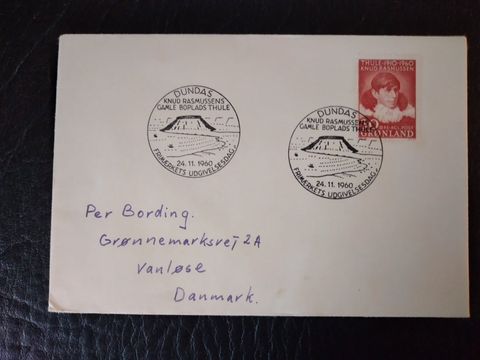 DUNDAS
KNUD RASMUSSENS
GAMLE BOPLADS THULE
24.11.1960
FRIMÆRKETS UDGIVELSESDAG
DUNDAS
KNUD RASMUSSENS
GAMLE BOPLADS THULE
24.11.1960
FRIMÆRKETS UDGIVELSESDAG
THULE·1910-1960
KNUD RASMUSSEN
GRØNLAND
Per Bording.
Grønnemarksvej 2A
Vanløse
Danmark.